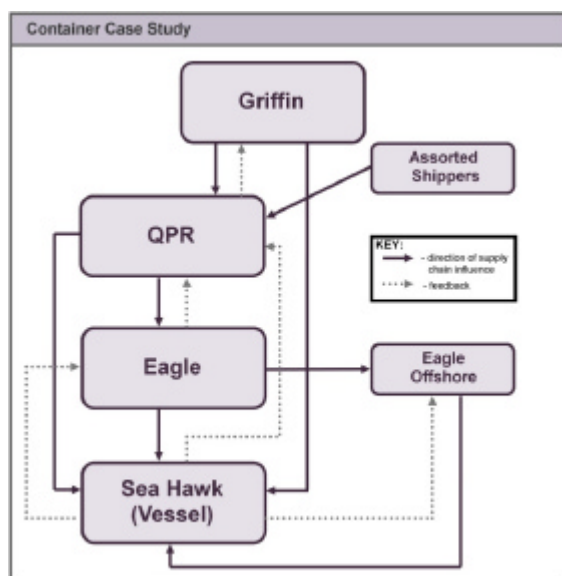 Container Case Study
Griffin
Assorted
Shippers
QPR
KEY:
- direction of supply
chain influence
- feedback
Eagle
Eagle
Offshore
Sea Hawk
(Vessel)